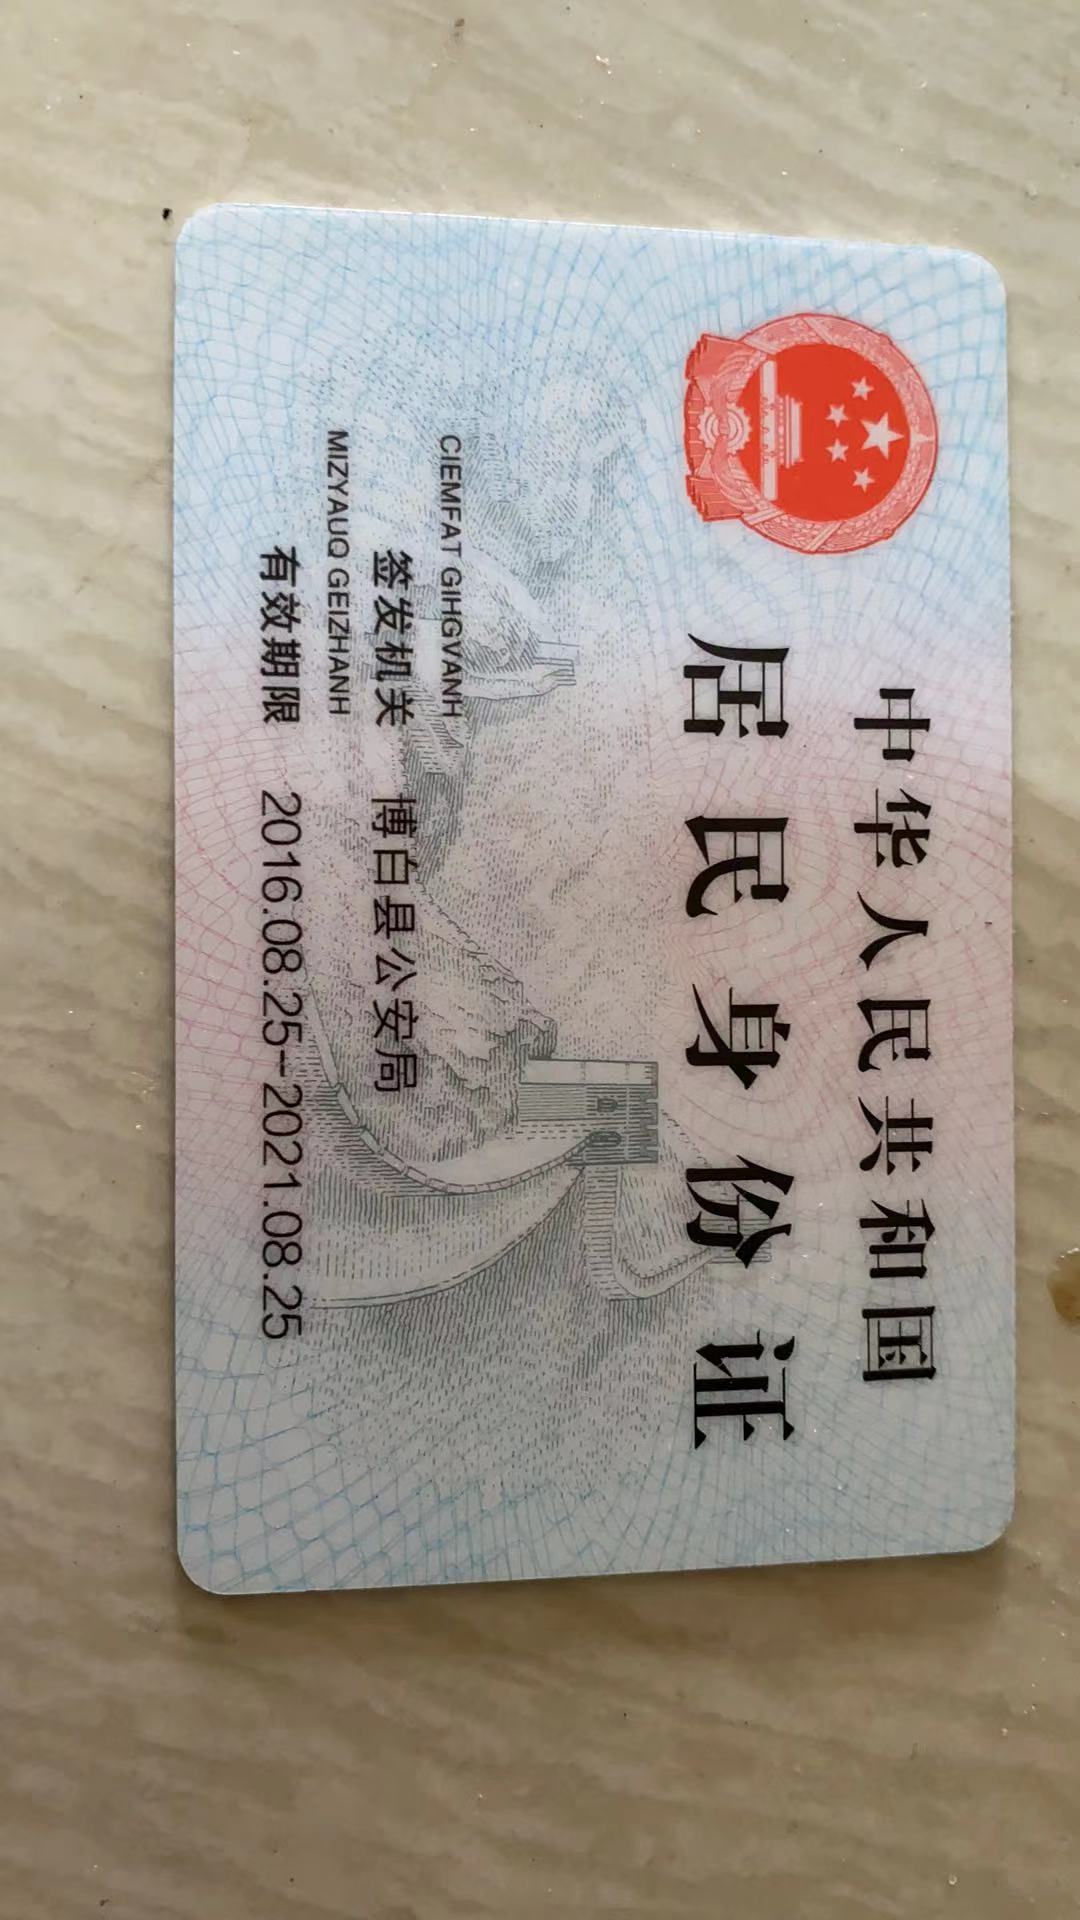 中华人民共和国
居民身份证
CIEMFAT GIHGVANH
签发机关 博白县公安局
MIZYAUQ GEIZHANH
有效期限 2016.08.25-2021.08.25